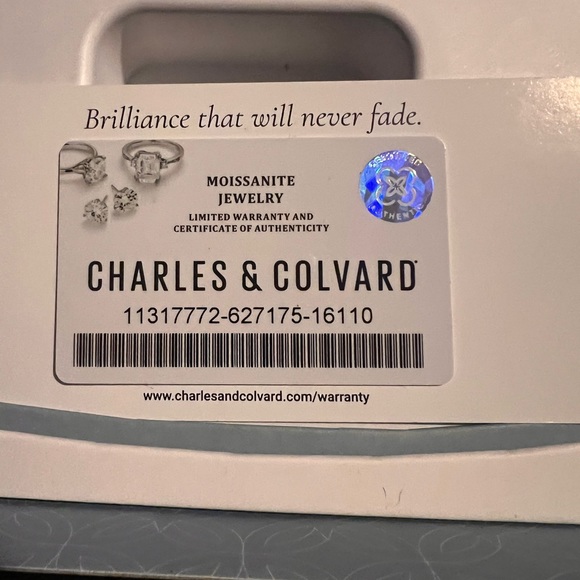 Brilliance that will never fade.
MOISSANITE
JEWELRY
LIMITED WARRANTY AND
CERTIFICATE OF AUTHENTICITY
CHARLES & COLVARD
11317772-627175-16110
www.charlesandcolvard.com/warranty